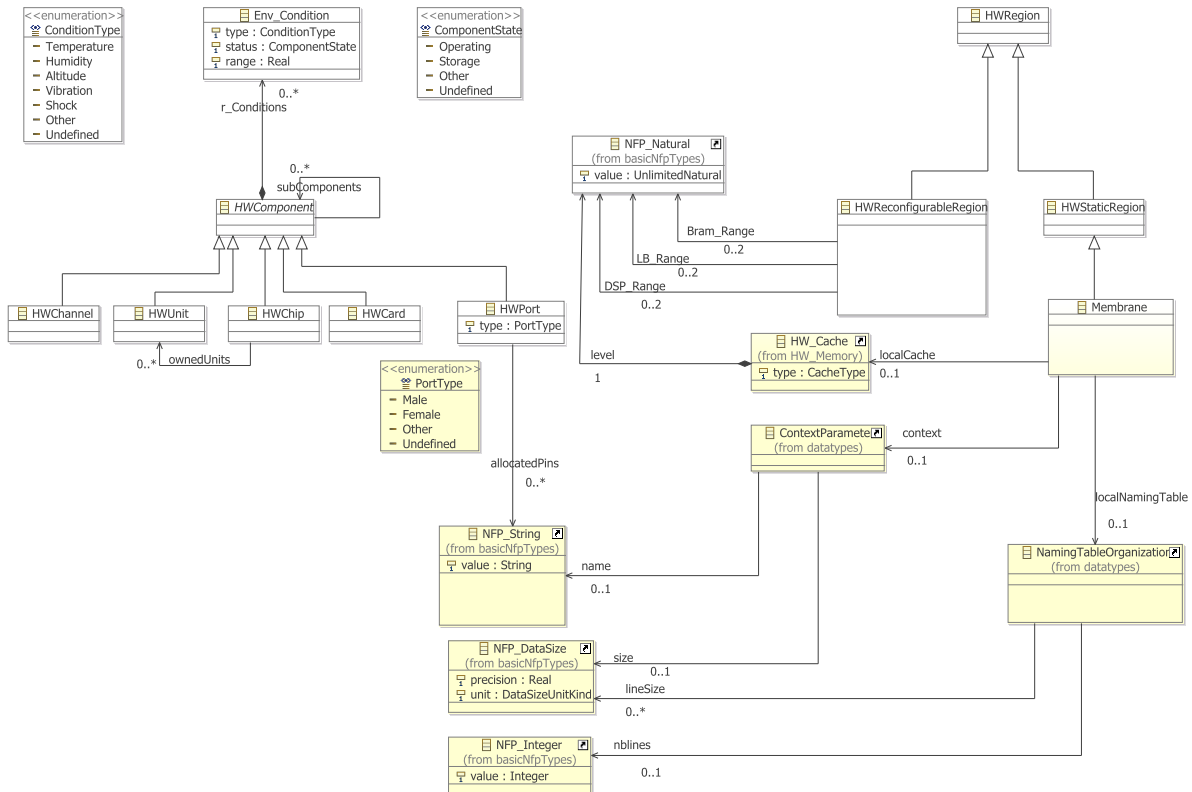 <<enumeration>>
ConditionType
Temperature
Humidity
Altitude
Vibration
Shock
Other
Undefined
Env_Condition
type : ConditionType
status : ComponentState
range : Real
<<enumeration>>
ComponentState
Operating
Storage
Other
Undefined
HWRegion
0..*
r_Conditions
NFP_Natural
(from basicNfpTypes)
value : UnlimitedNatural
0..*
subComponents
HWComponent
HWReconfigurableRegion
HWStaticRegion
Bram_Range
0..2
LB_Range
0..2
DSP_Range
0..2
HWChannel
HWUnit
HWChip
HWCard
HWPort
type : PortType
Membrane
ownedUnits
0..*
<<enumeration>>
PortType
Male
Female
Other
Undefined
level
1
HW_Cache
(from HW_Memory)
type : CacheType
localCache
0..1
ContextParamete
(from datatypes)
context
0..1
allocatedPins
0..*
localNamingTable
0..1
NFP_String
(from basicNfpTypes)
value : String
name
0..1
NamingTableOrganization
(from datatypes)
NFP_DataSize
(from basicNfpTypes)
precision : Real
unit : DataSizeUnitKind
size
0..1
lineSize
0..*
NFP_Integer
(from basicNfpTypes)
value : Integer
nblines
0..1